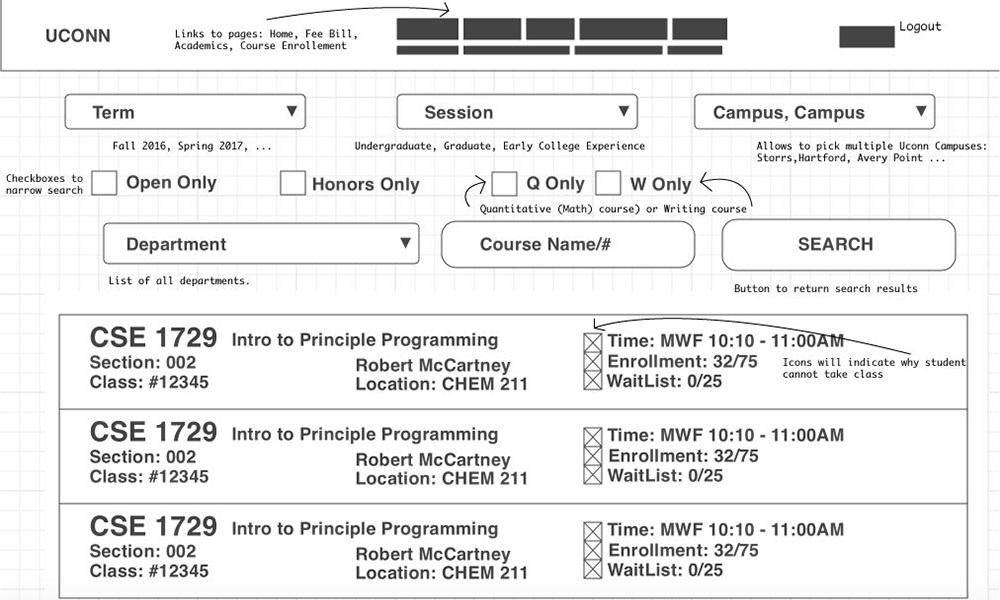 UCONN
Links to pages: Home, Fee Bill,
Academics, Course Enrollement
Logout
Term
Session
Campus, Campus
Fall 2016, Spring 2017, ...
Undergraduate, Graduate, Early College Experience
Allows to pick multiple Uconn Campuses:
Storrs,Hartford, Avery Point ...
Checkboxes to
narrow search
Open Only
Honors Only
Q Only
W Only
Quantitative (Math) course) or Writing course
Department
Course Name/#
SEARCH
List of all departments.
Button to return search results
CSE 1729 Intro to Principle Programming
Section: 002
Class: #12345
Robert McCartney
Location: CHEM 211
Time: MWF 10:10 - 11:00AM
Enrollment: 32/75
WaitList: 0/25
Icons will indicate why student
cannot take class
CSE 1729 Intro to Principle Programming
Section: 002
Class: #12345
Robert McCartney
Location: CHEM 211
Time: MWF 10:10 - 11:00AM
Enrollment: 32/75
WaitList: 0/25
CSE 1729 Intro to Principle Programming
Section: 002
Class: #12345
Robert McCartney
Location: CHEM 211
Time: MWF 10:10 - 11:00AM
Enrollment: 32/75
WaitList: 0/25